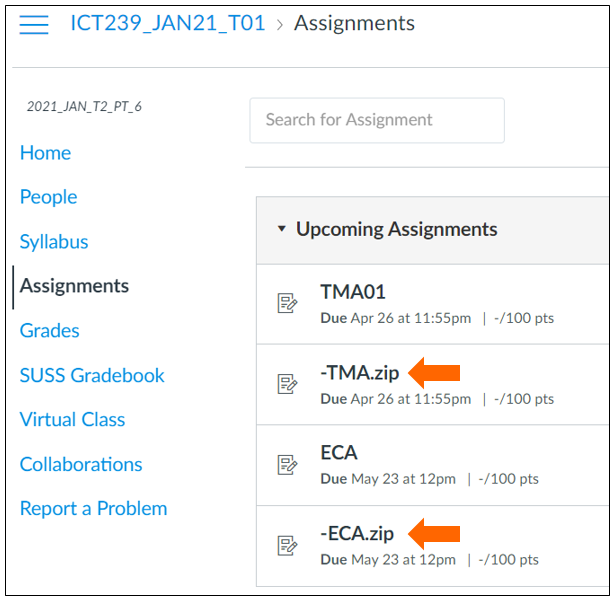 ICT239_JAN21_T01 › Assignments
2021_JAN_T2_PT_6
Home
People
Syllabus
Assignments
Grades
SUSS Gradebook
Virtual Class
Collaborations
Report a Problem
Search for Assignment
Upcoming Assignments
TMA01
Due Apr 26 at 11:55pm | -/100 pts
-TMA.zip
Due Apr 26 at 11:55pm | -/100 pts
ECA
Due May 23 at 12pm | -/100 pts
-ECA.zip
Due May 23 at 12pm | -/100 pts